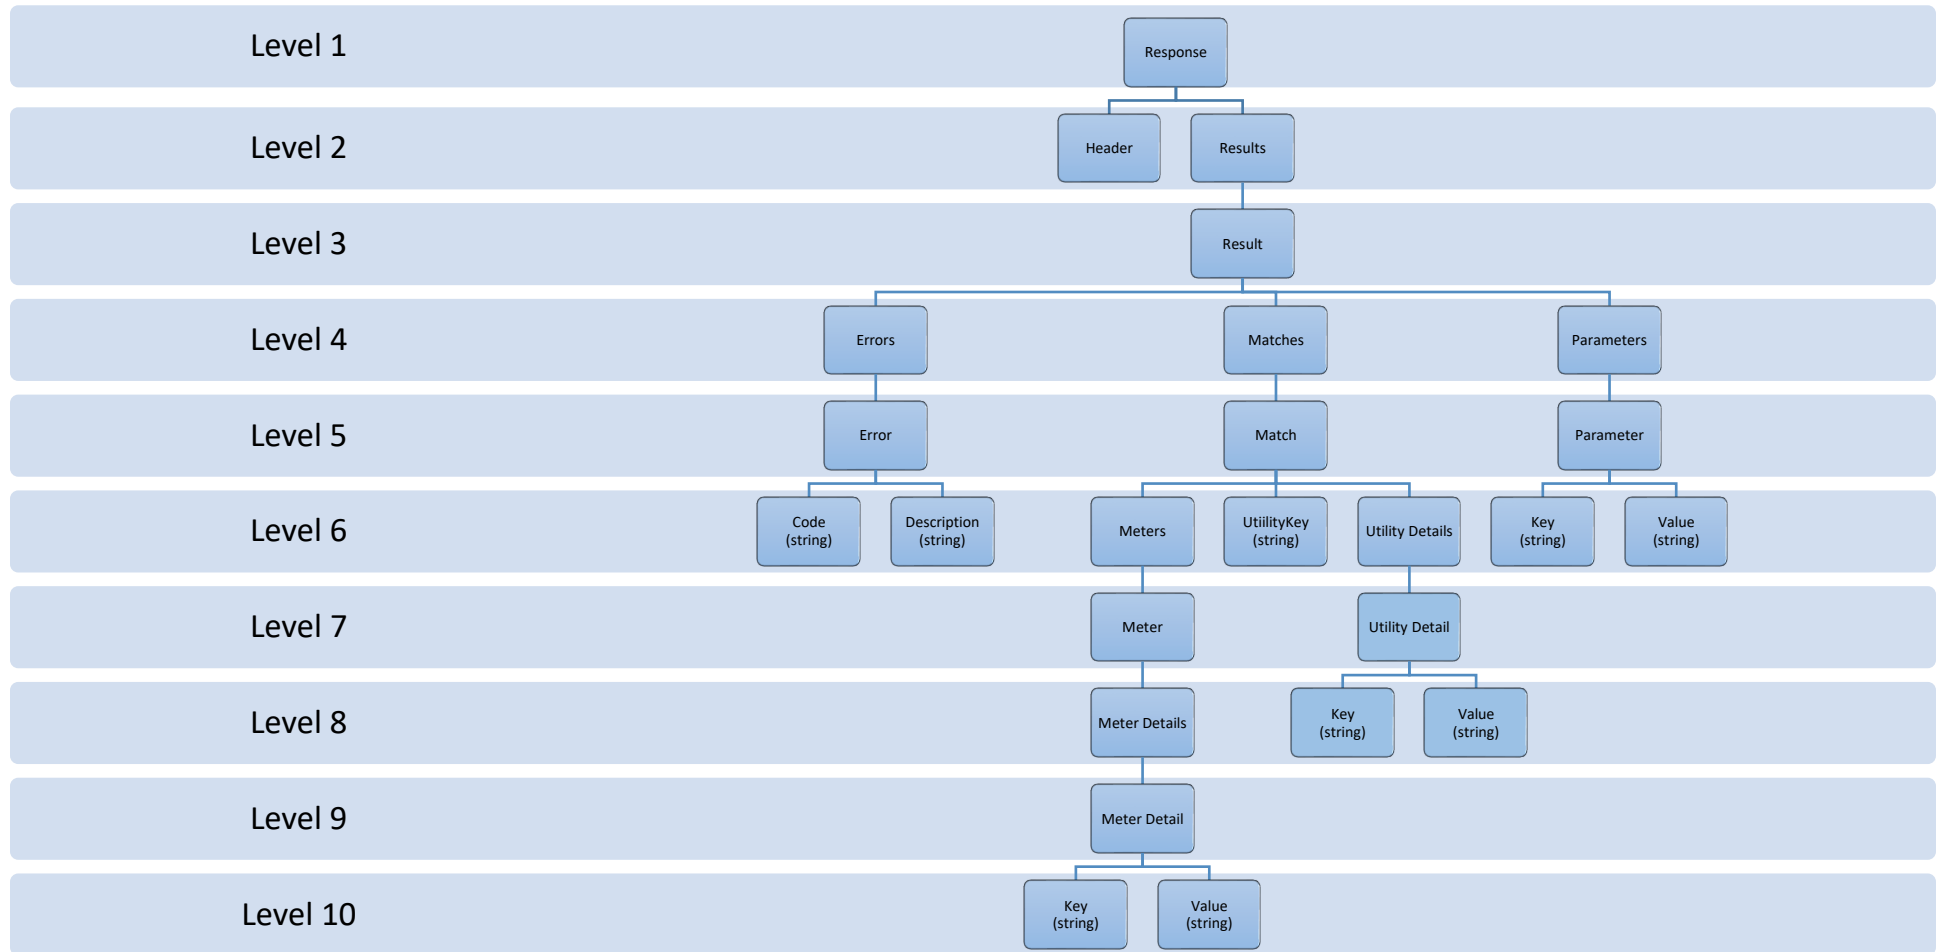 Level 1
Response
Level 2
Header
Results
Level 3
Result
Level 4
Errors
Matches
Parameters
Level 5
Error
Match
Parameter
Level 6
Code
(string)
Description
(string)
Meters
UtiilityKey
(string)
Utility Details
Key
(string)
Value
(string)
Level 7
Meter
Utility Detail
Level 8
Meter Details
Key
(string)
Value
(string)
Level 9
Meter Detail
Level 10
Key
(string)
Value
(string)